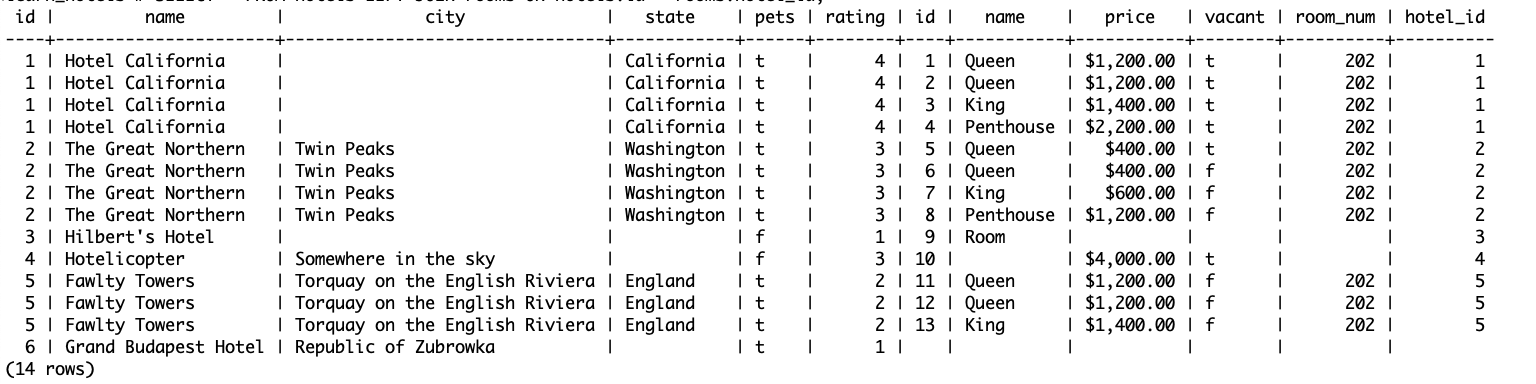 id |         name         |              city              |   state    | pets | rating | id |   name    |   price   | vacant | room_num | hotel_id
----+----------------------+--------------------------------+------------+------+--------+----+-----------+-----------+--------+----------+----------
  1 | Hotel California     |                                | California | t    |      4 |  1 | Queen     | $1,200.00 | t      |      202 |        1
  1 | Hotel California     |                                | California | t    |      4 |  2 | Queen     | $1,200.00 | t      |      202 |        1
  1 | Hotel California     |                                | California | t    |      4 |  3 | King      | $1,400.00 | t      |      202 |        1
  1 | Hotel California     |                                | California | t    |      4 |  4 | Penthouse | $2,200.00 | t      |      202 |        1
  2 | The Great Northern   | Twin Peaks                     | Washington | t    |      3 |  5 | Queen     |   $400.00 | t      |      202 |        2
  2 | The Great Northern   | Twin Peaks                     | Washington | t    |      3 |  6 | Queen     |   $400.00 | f      |      202 |        2
  2 | The Great Northern   | Twin Peaks                     | Washington | t    |      3 |  7 | King      |   $600.00 | f      |      202 |        2
  2 | The Great Northern   | Twin Peaks                     | Washington | t    |      3 |  8 | Penthouse | $1,200.00 | f      |      202 |        2
  3 | Hilbert's Hotel      |                                |            | f    |      1 |  9 | Room      |           |        |          |        3
  4 | Hotelicopter         | Somewhere in the sky           |            | f    |      3 | 10 |           | $4,000.00 | t      |          |        4
  5 | Fawlty Towers        | Torquay on the English Riviera | England    | t    |      2 | 11 | Queen     | $1,200.00 | f      |      202 |        5
  5 | Fawlty Towers        | Torquay on the English Riviera | England    | t    |      2 | 12 | Queen     | $1,200.00 | f      |      202 |        5
  5 | Fawlty Towers        | Torquay on the English Riviera | England    | t    |      2 | 13 | King      | $1,400.00 | f      |      202 |        5
  6 | Grand Budapest Hotel | Republic of Zubrowka           |            | t    |      1 |    |           |           |        |          |
(14 rows)